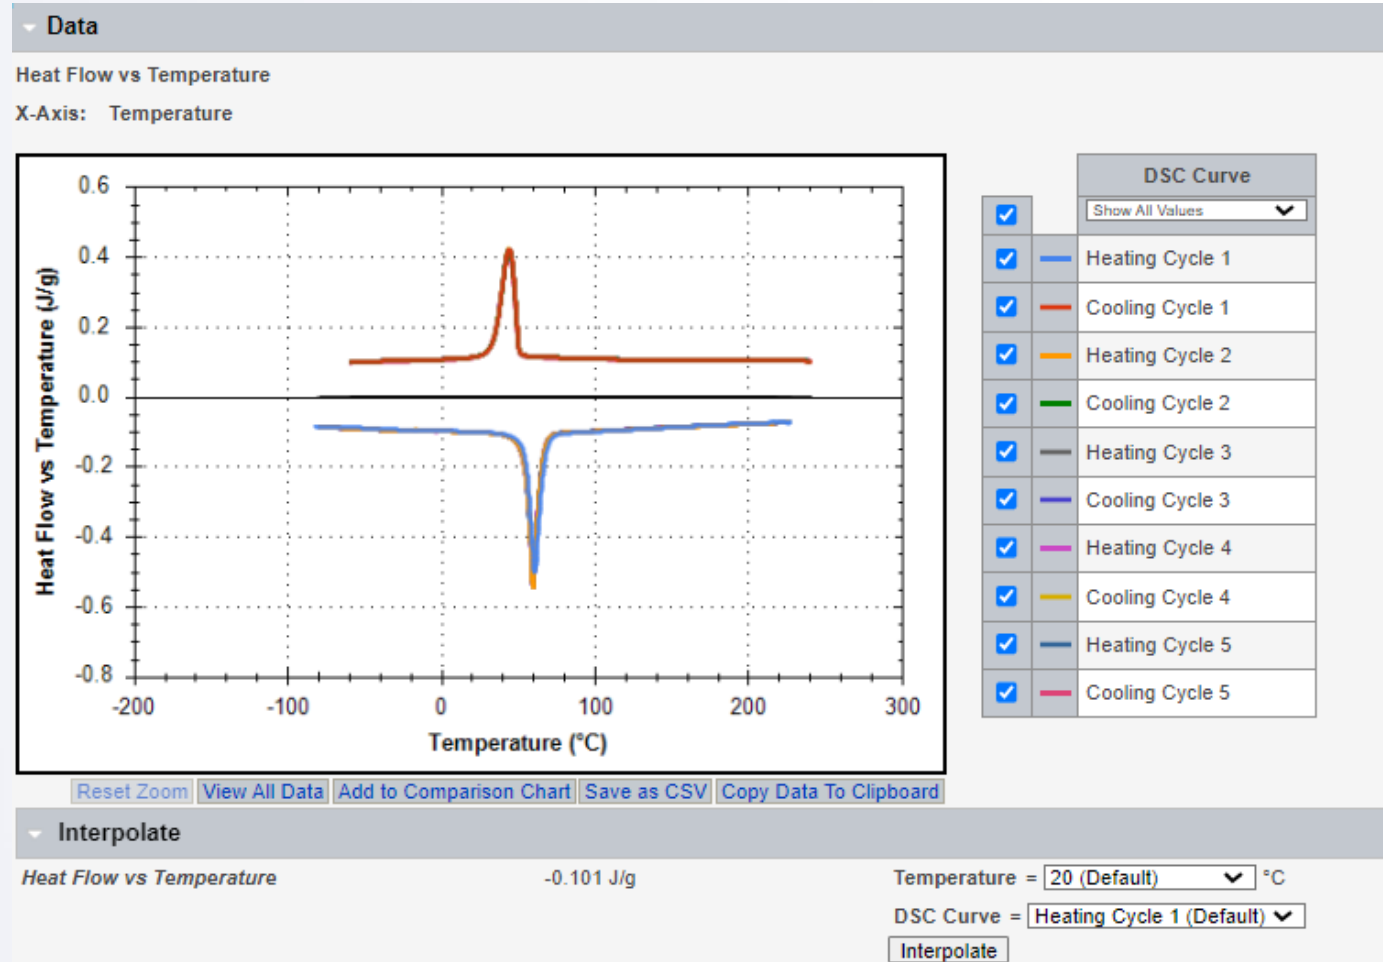 Data
Heat Flow vs Temperature
X-Axis: Temperature
0.6
0.4
0.2
0.0
-0.2
-0.4
-0.6
-0.8
Heat Flow vs Temperature (J/g)
-200 -100 0 100 200 300
Temperature (°C)
DSC Curve
Show All Values
Heating Cycle 1
Cooling Cycle 1
Heating Cycle 2
Cooling Cycle 2
Heating Cycle 3
Cooling Cycle 3
Heating Cycle 4
Cooling Cycle 4
Heating Cycle 5
Cooling Cycle 5
Reset Zoom View All Data Add to Comparison Chart Save as CSV Copy Data To Clipboard
Interpolate
Heat Flow vs Temperature -0.101 J/g Temperature = 20 (Default) °C
DSC Curve = Heating Cycle 1 (Default)
Interpolate